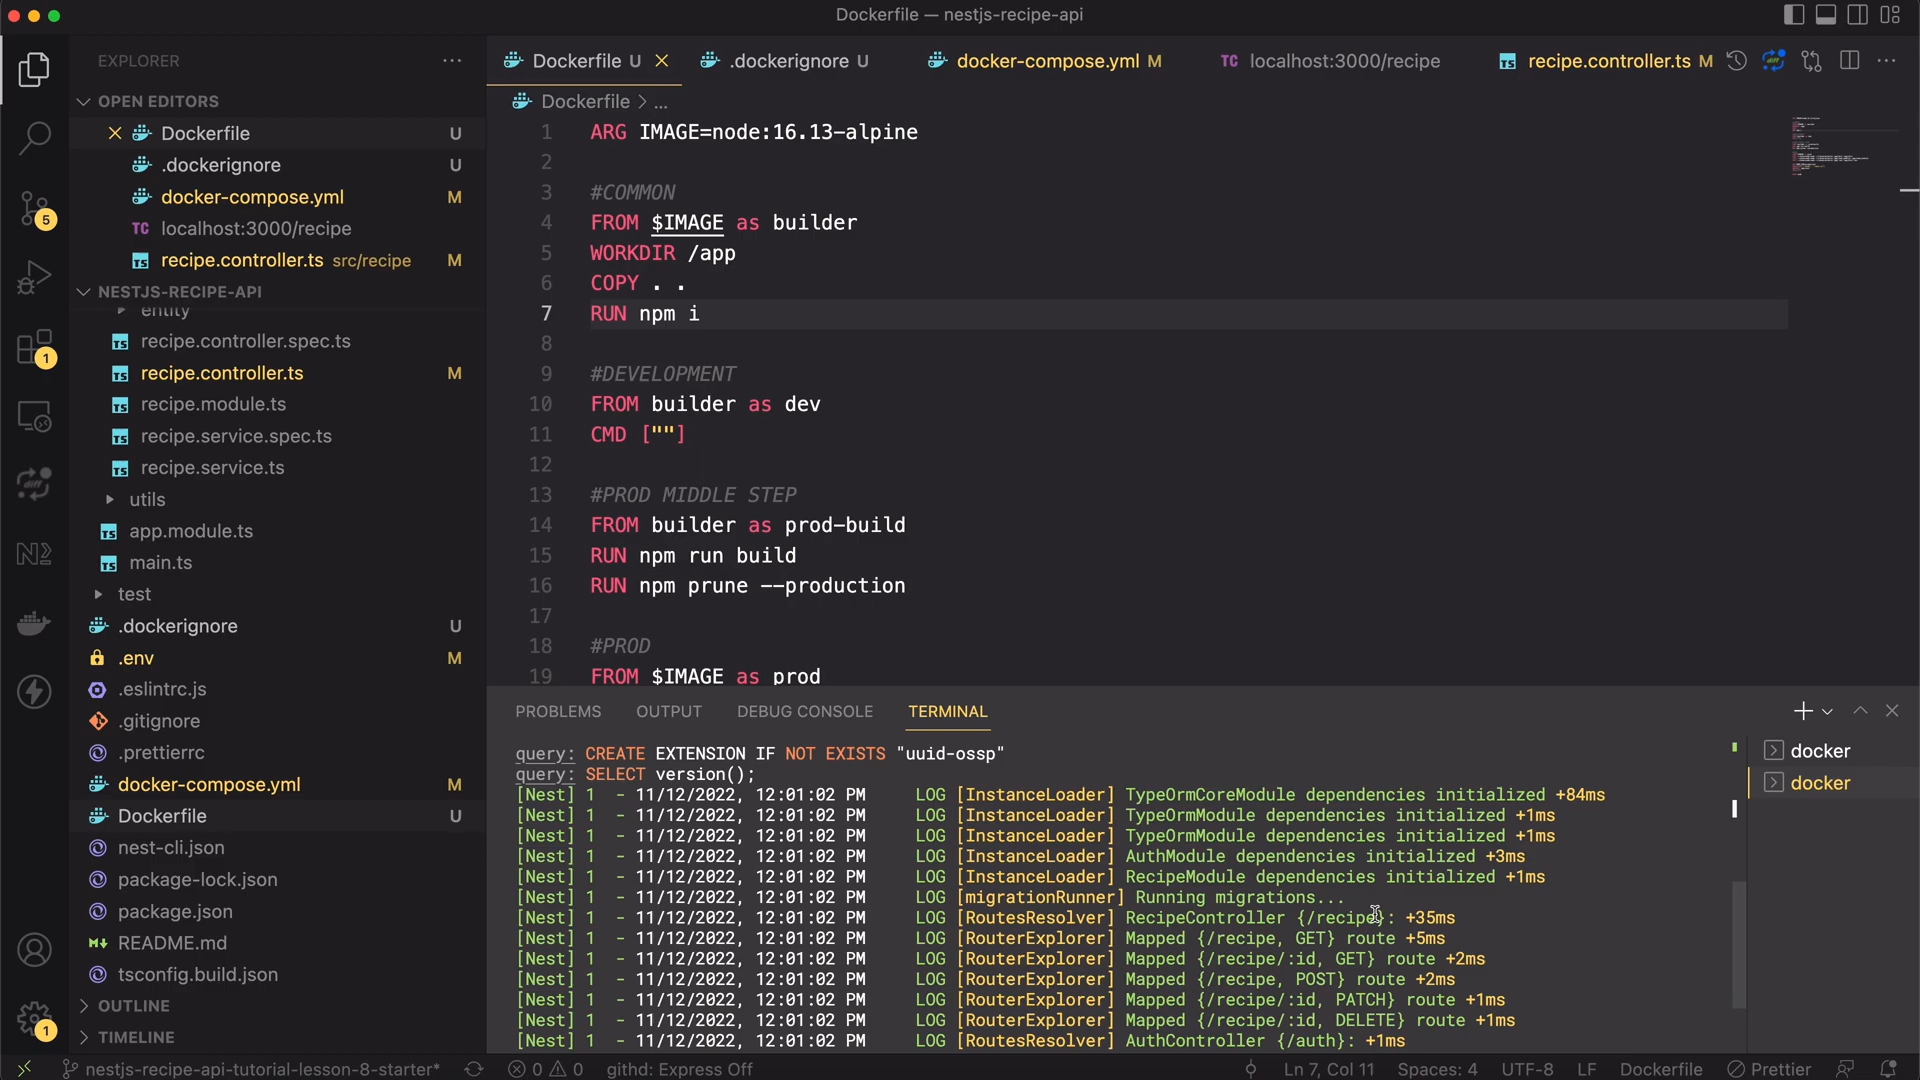 Dockerfile — nestjs-recipe-api
EXPLORER
OPEN EDITORS
Dockerfile U
.dockerignore U
docker-compose.yml M
TC localhost:3000/recipe
TS recipe.controller.ts src/recipe M
NESTJS-RECIPE-API
entity
TS recipe.controller.spec.ts
TS recipe.controller.ts M
TS recipe.module.ts
TS recipe.service.spec.ts
TS recipe.service.ts
utils
TS app.module.ts
TS main.ts
test
.dockerignore U
.env M
.eslintrc.js
.gitignore
.prettierrc
docker-compose.yml M
Dockerfile U
nest-cli.json
package-lock.json
package.json
README.md
tsconfig.build.json
OUTLINE
TIMELINE
5
1
1
Dockerfile U
.dockerignore U
docker-compose.yml M
TC localhost:3000/recipe
TS recipe.controller.ts M
Dockerfile > ...
1 ARG IMAGE=node:16.13-alpine
2
3 #COMMON
4 FROM $IMAGE as builder
5 WORKDIR /app
6 COPY . .
7 RUN npm i
8
9 #DEVELOPMENT
10 FROM builder as dev
11 CMD [""]
12
13 #PROD MIDDLE STEP
14 FROM builder as prod-build
15 RUN npm run build
16 RUN npm prune --production
17
18 #PROD
19 FROM $IMAGE as prod
PROBLEMS OUTPUT DEBUG CONSOLE TERMINAL
query: CREATE EXTENSION IF NOT EXISTS "uuid-ossp"
query: SELECT version();
[Nest] 1 - 11/12/2022, 12:01:02 PM LOG [InstanceLoader] TypeOrmCoreModule dependencies initialized +84ms
[Nest] 1 - 11/12/2022, 12:01:02 PM LOG [InstanceLoader] TypeOrmModule dependencies initialized +1ms
[Nest] 1 - 11/12/2022, 12:01:02 PM LOG [InstanceLoader] TypeOrmModule dependencies initialized +1ms
[Nest] 1 - 11/12/2022, 12:01:02 PM LOG [InstanceLoader] AuthModule dependencies initialized +3ms
[Nest] 1 - 11/12/2022, 12:01:02 PM LOG [InstanceLoader] RecipeModule dependencies initialized +1ms
[Nest] 1 - 11/12/2022, 12:01:02 PM LOG [migrationRunner] Running migrations...
[Nest] 1 - 11/12/2022, 12:01:02 PM LOG [RoutesResolver] RecipeController {/recipe}: +35ms
[Nest] 1 - 11/12/2022, 12:01:02 PM LOG [RouterExplorer] Mapped {/recipe, GET} route +5ms
[Nest] 1 - 11/12/2022, 12:01:02 PM LOG [RouterExplorer] Mapped {/recipe/:id, GET} route +2ms
[Nest] 1 - 11/12/2022, 12:01:02 PM LOG [RouterExplorer] Mapped {/recipe, POST} route +2ms
[Nest] 1 - 11/12/2022, 12:01:02 PM LOG [RouterExplorer] Mapped {/recipe/:id, PATCH} route +1ms
[Nest] 1 - 11/12/2022, 12:01:02 PM LOG [RouterExplorer] Mapped {/recipe/:id, DELETE} route +1ms
[Nest] 1 - 11/12/2022, 12:01:02 PM LOG [RoutesResolver] AuthController {/auth}: +1ms
docker
docker
nestjs-recipe-api-tutorial-lesson-8-starter* 0 0 githd: Express Off Ln 7, Col 11 Spaces: 4 UTF-8 LF Dockerfile Prettier